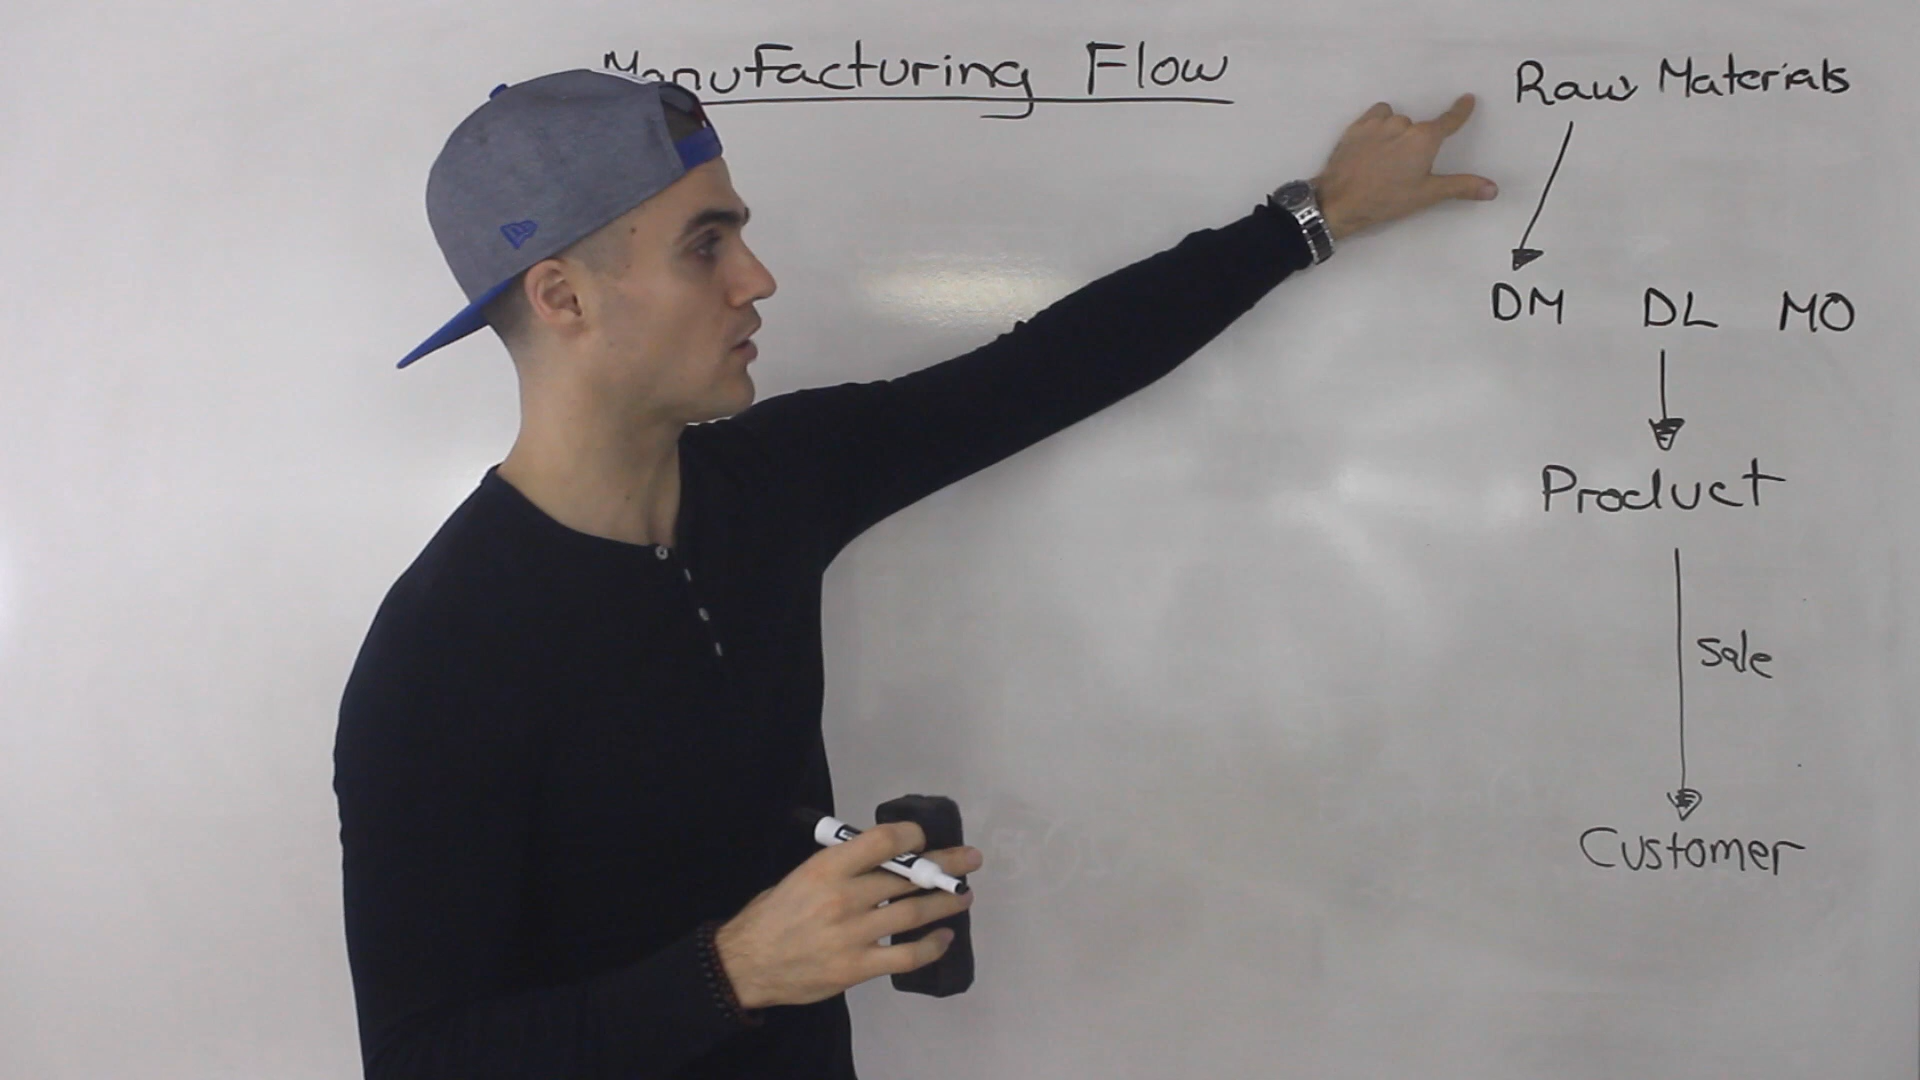 Manufacturing Flow
Raw Materials
DM DL MO
Product
Sale
Customer